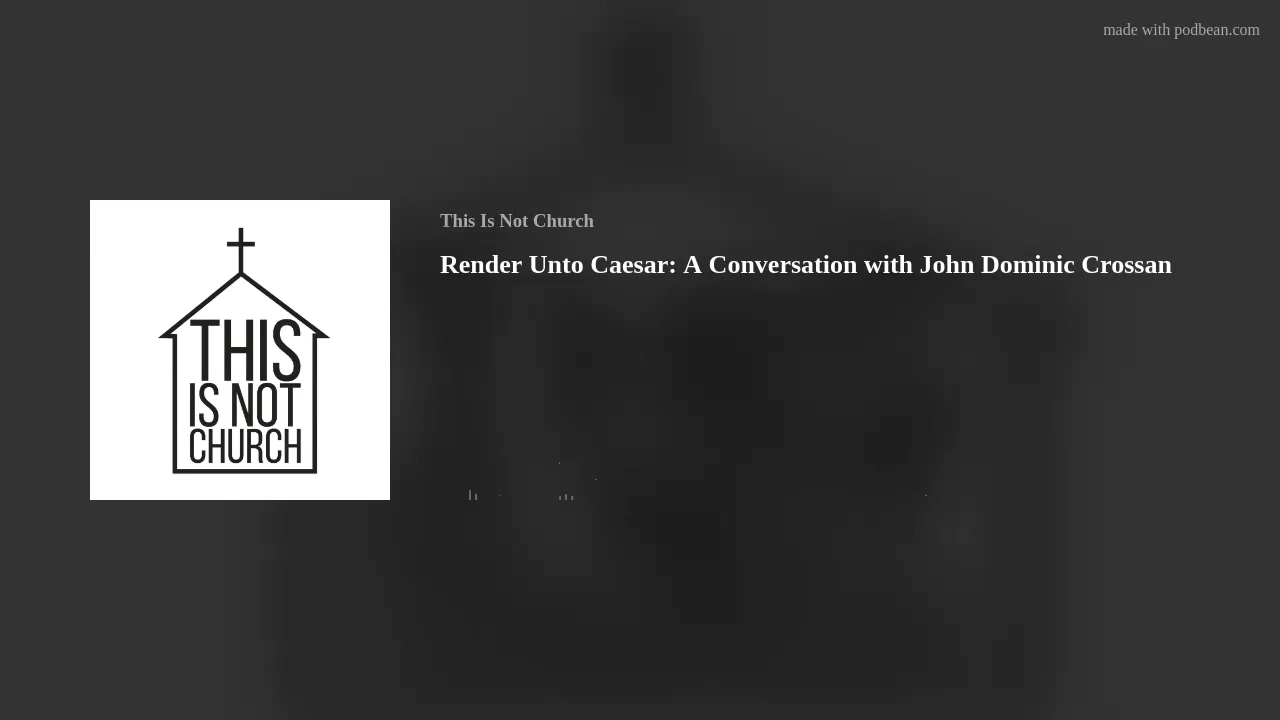 made with podbean.com
This Is Not Church
Render Unto Caesar: A Conversation with John Dominic Crossan
THIS
IS NOT
CHURCH